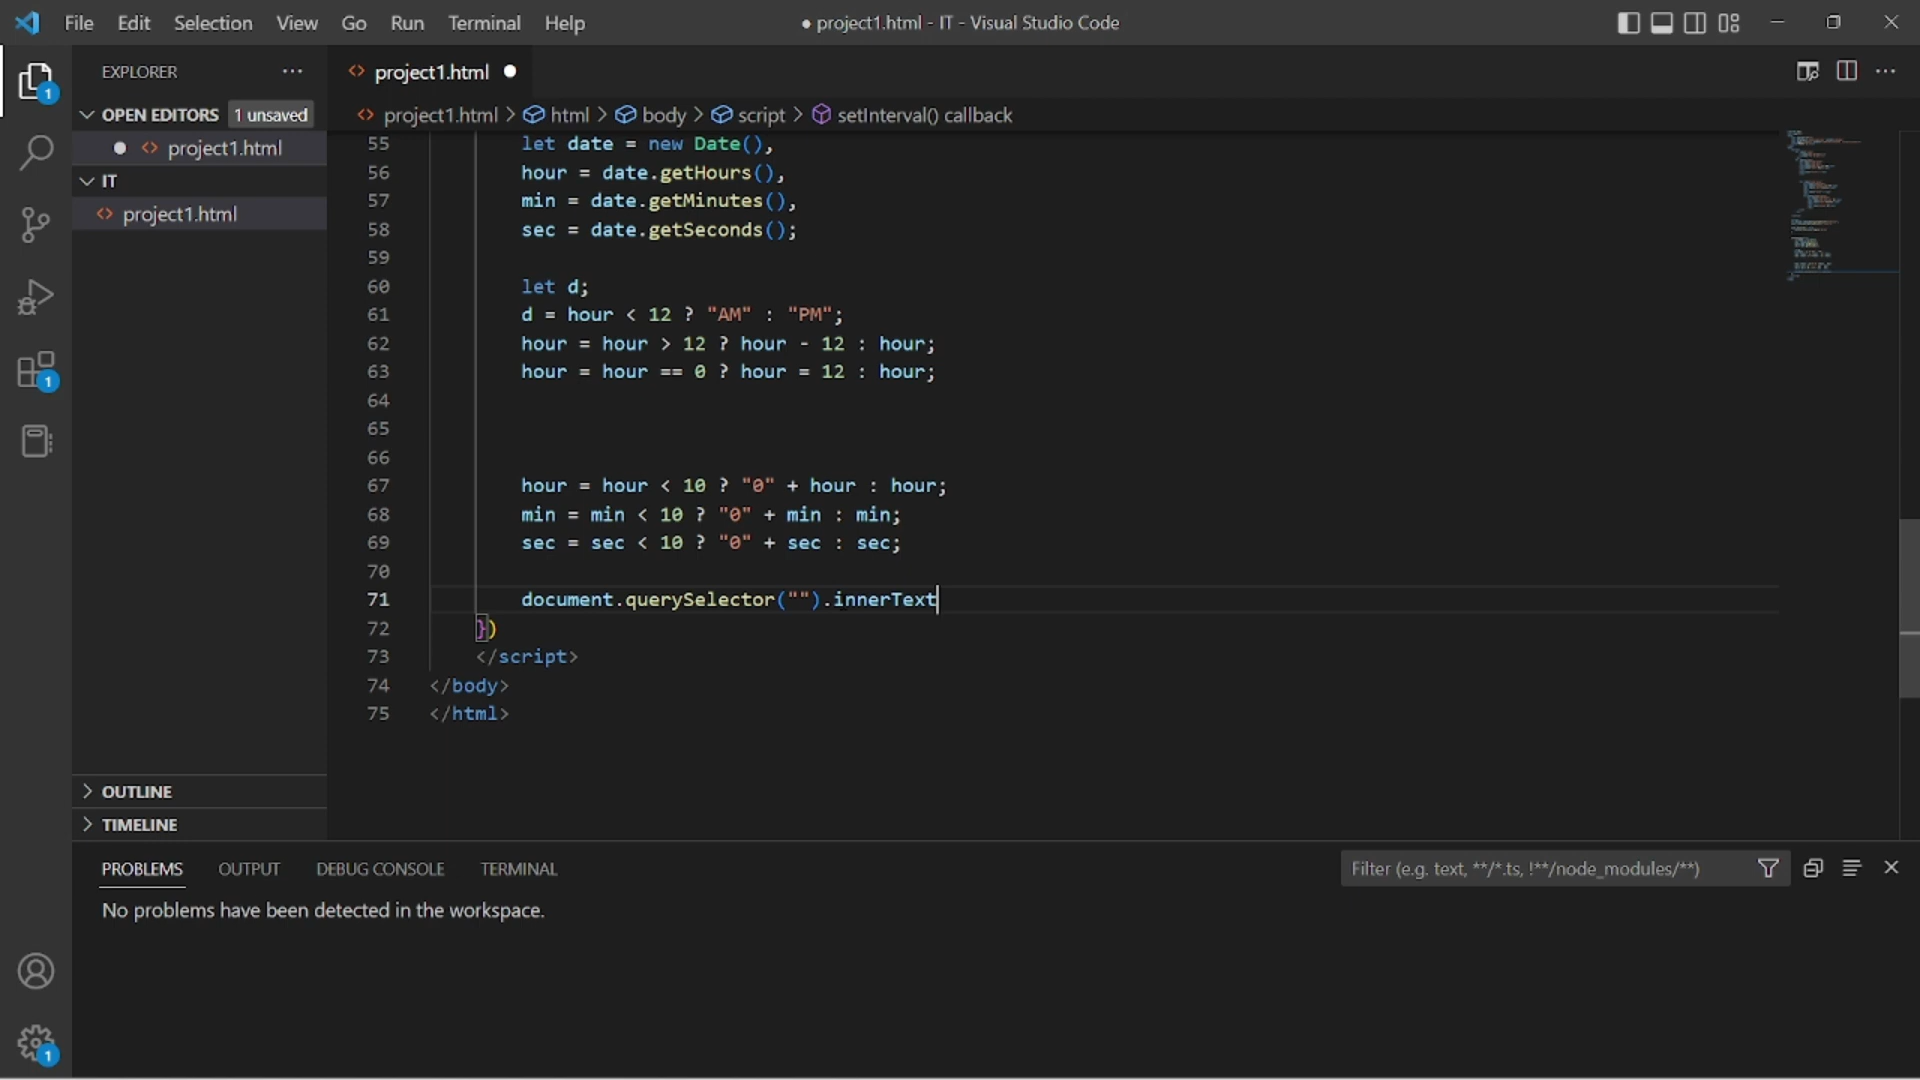 File Edit Selection View Go Run Terminal Help
● project1.html - IT - Visual Studio Code
EXPLORER
project1.html
OPEN EDITORS 1 unsaved
project1.html
IT
project1.html
OUTLINE
TIMELINE
1
1
1
project1.html > html > body > script > setInterval() callback
55 let date = new Date(),
56 hour = date.getHours(),
57 min = date.getMinutes(),
58 sec = date.getSeconds();
59
60 let d;
61 d = hour < 12 ? "AM" : "PM";
62 hour = hour > 12 ? hour - 12 : hour;
63 hour = hour == 0 ? hour = 12 : hour;
64
65
66
67 hour = hour < 10 ? "0" + hour : hour;
68 min = min < 10 ? "0" + min : min;
69 sec = sec < 10 ? "0" + sec : sec;
70
71 document.querySelector("").innerText
72 })
73 </script>
74 </body>
75 </html>
PROBLEMS OUTPUT DEBUG CONSOLE TERMINAL
Filter (e.g. text, **/*.ts, !**/node_modules/**)
No problems have been detected in the workspace.